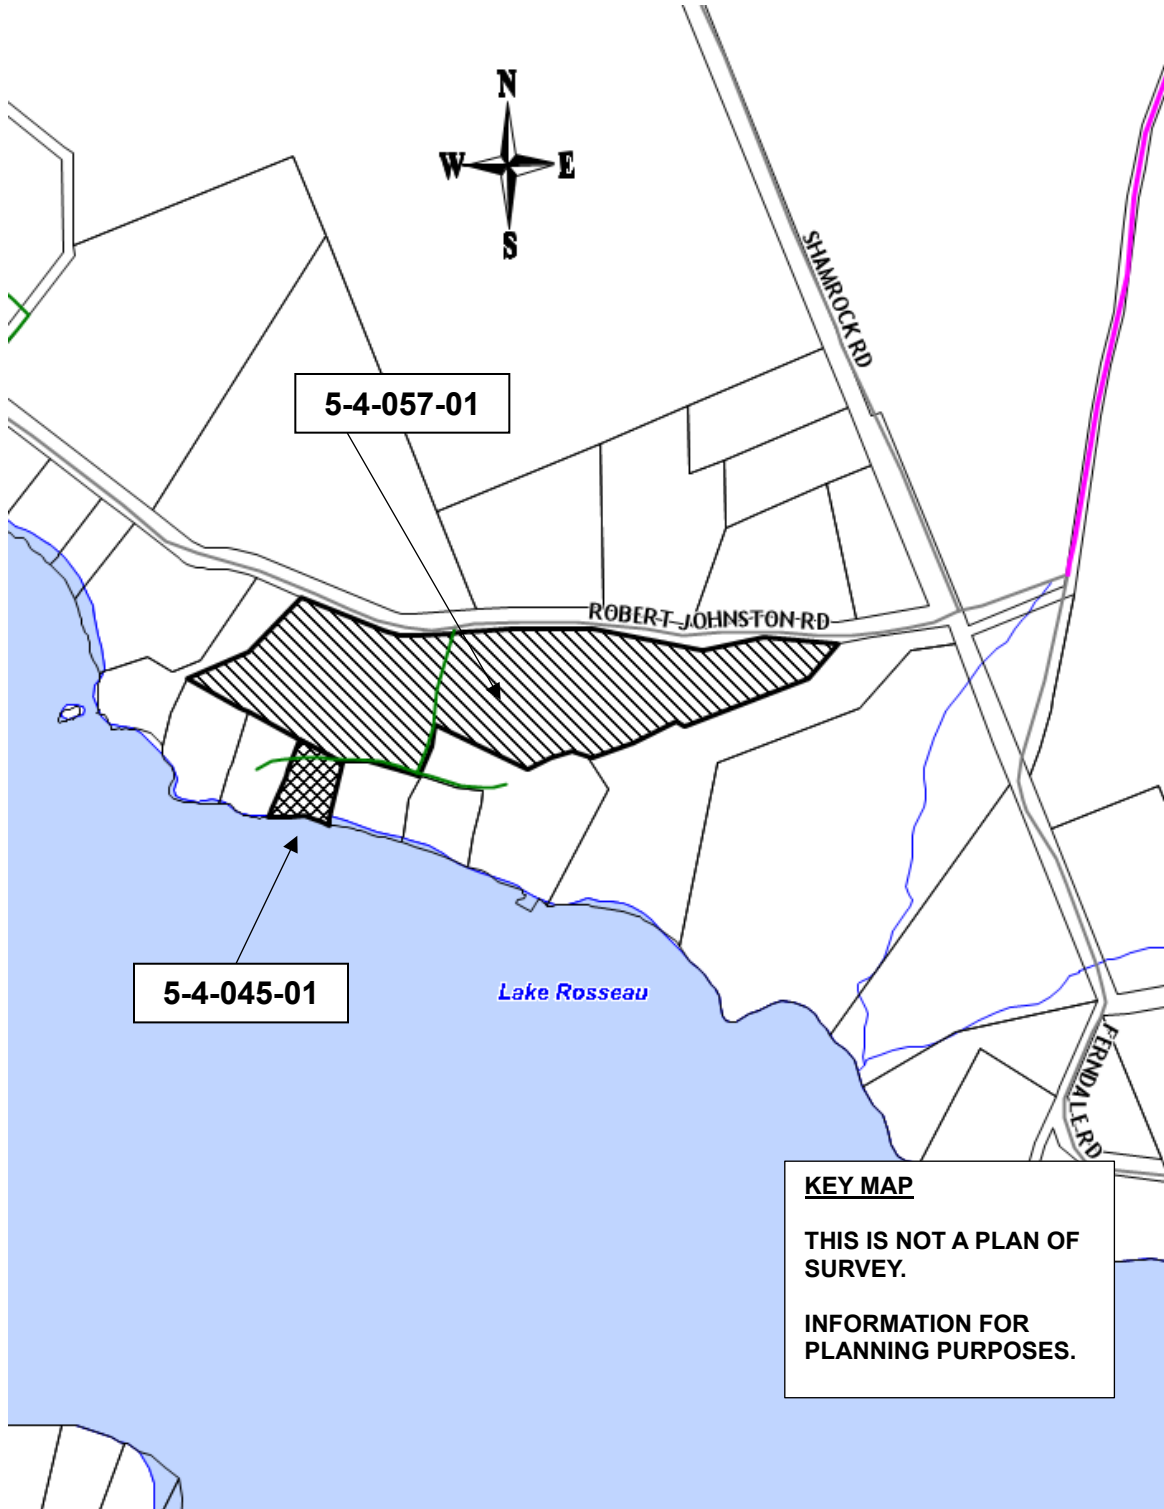 N
W E
S
SHAMROCK RD
5-4-057-01
ROBERT JOHNSTON RD
5-4-045-01
Lake Rosseau
FERNDALE RD
KEY MAP
THIS IS NOT A PLAN OF
SURVEY.
INFORMATION FOR
PLANNING PURPOSES.